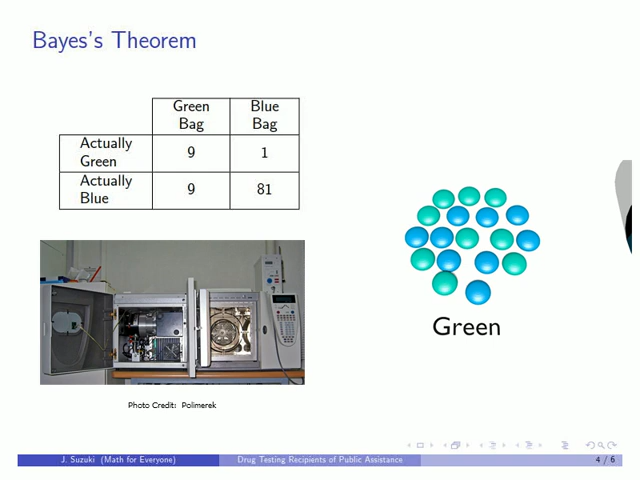 Bayes's Theorem
Green Bag
Blue Bag
Actually Green
9
1
Actually Blue
9
81
Green
Photo Credit: Polimerek
J. Suzuki (Math for Everyone)
Drug Testing Recipients of Public Assistance
4 / 6